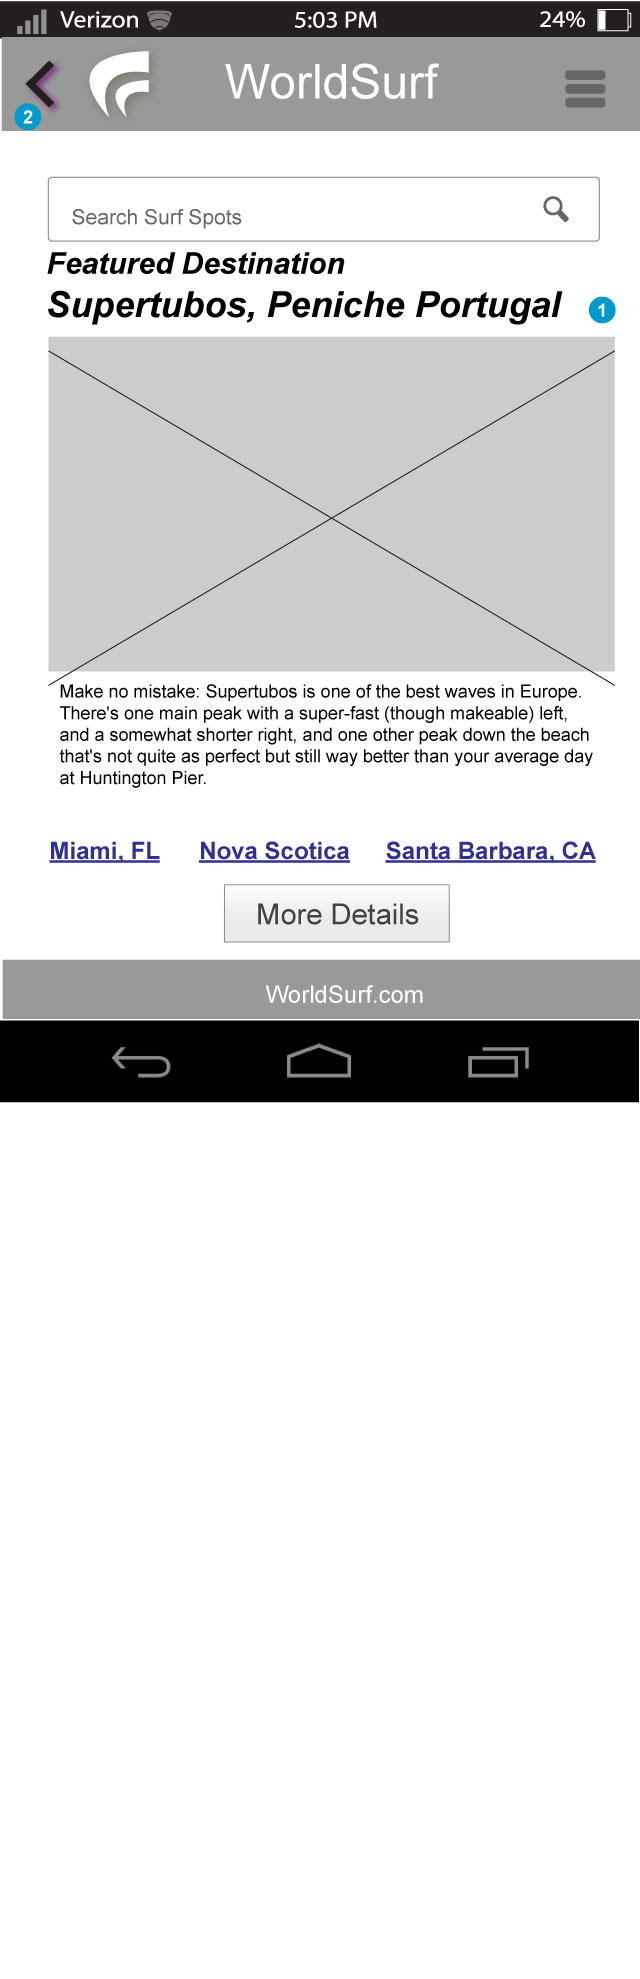 Verizon 5:03 PM 24%
WorldSurf
2
Search Surf Spots
Featured Destination
Supertubos, Peniche Portugal 1
Make no mistake: Supertubos is one of the best waves in Europe.
There's one main peak with a super-fast (though makeable) left,
and a somewhat shorter right, and one other peak down the beach
that's not quite as perfect but still way better than your average day
at Huntington Pier.
Miami, FL Nova Scotica Santa Barbara, CA
More Details
WorldSurf.com